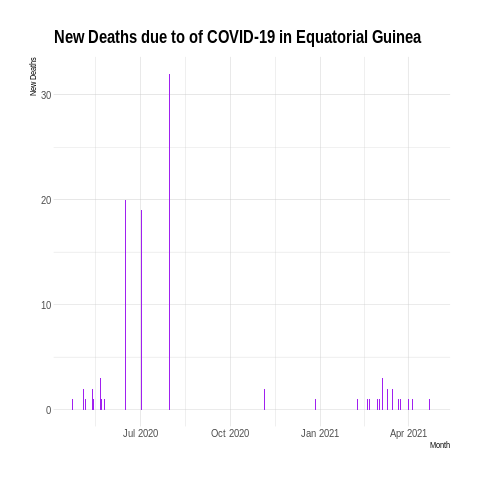 New Deaths due to of COVID-19 in Equatorial Guinea
New Deaths
30
20
10
0
Jul 2020 Oct 2020 Jan 2021 Apr 2021
Month